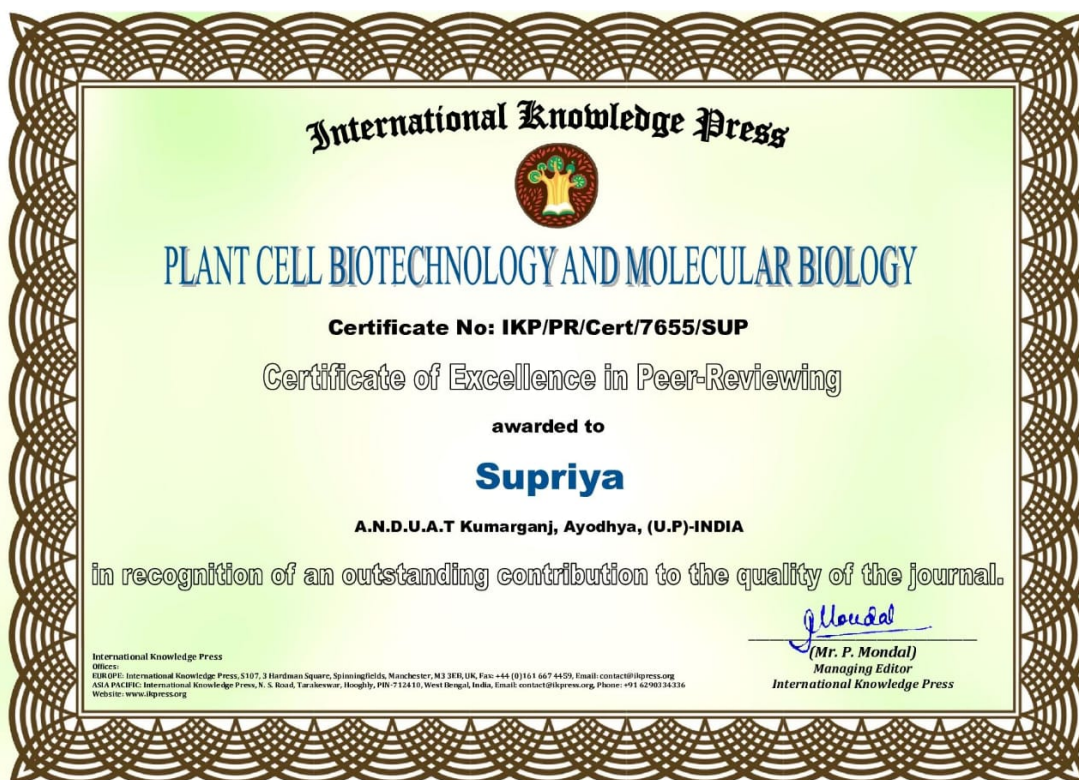 International Knowledge Press
PLANT CELL BIOTECHNOLOGY AND MOLECULAR BIOLOGY
Certificate No: IKP/PR/Cert/7655/SUP
Certificate of Excellence in Peer-Reviewing
awarded to
Supriya
A.N.D.U.A.T Kumarganj, Ayodhya, (U.P)-INDIA
in recognition of an outstanding contribution to the quality of the journal.
(Mr. P. Mondal)
Managing Editor
International Knowledge Press
International Knowledge Press
Offices:
EUROPE: International Knowledge Press, S107, 3 Hardman Square, Spinningfields, Manchester, M3 3EB, UK, Fax: +44 (0)161 667 4459, Email: contact@ikpress.org
ASIA PACIFIC: International Knowledge Press, N. S. Road, Tarakeswar, Hooghly, PIN-712410, West Bengal, India, Email: contact@ikpress.org, Phone: +91 6290334336
Website: www.ikpress.org